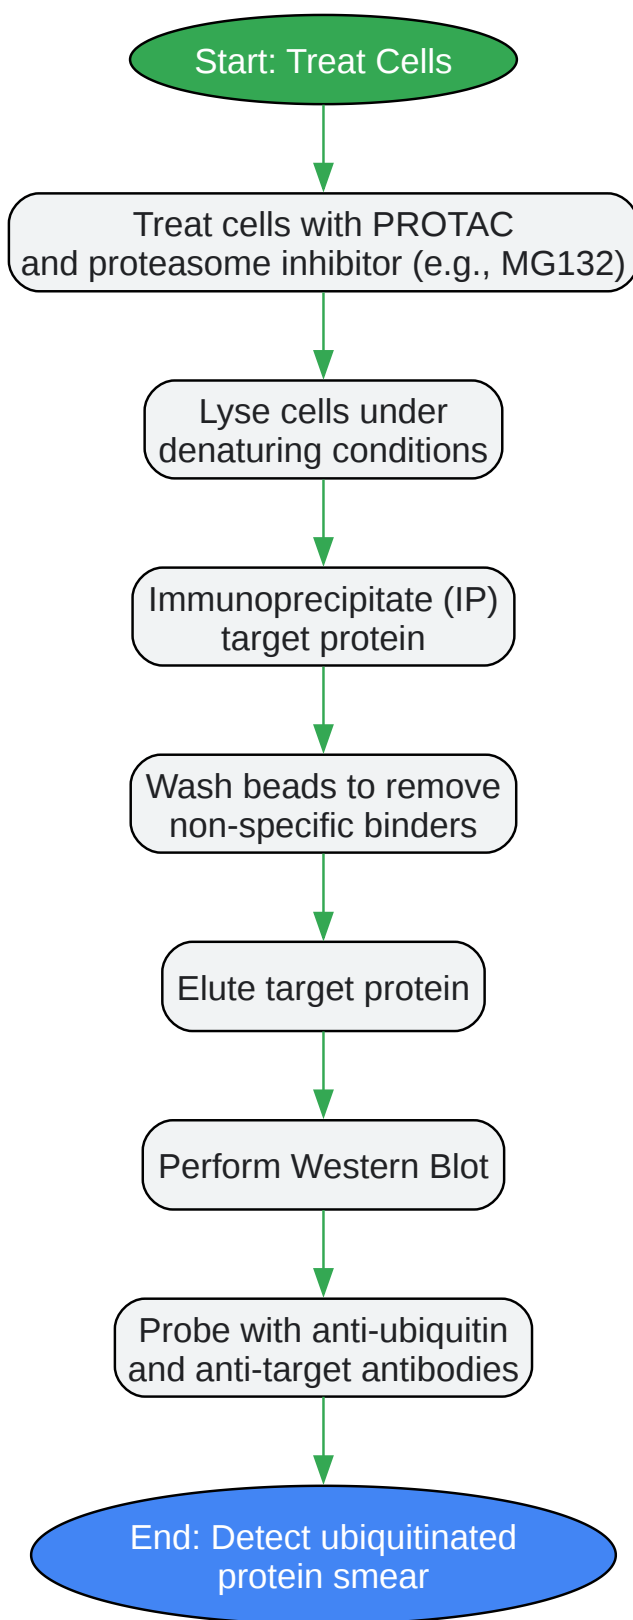 Start: Treat Cells
Treat cells with PROTAC
and proteasome inhibitor (e.g., MG132)
Lyse cells under
denaturing conditions
Immunoprecipitate (IP)
target protein
Wash beads to remove
non-specific binders
Elute target protein
Perform Western Blot
Probe with anti-ubiquitin
and anti-target antibodies
End: Detect ubiquitinated
protein smear